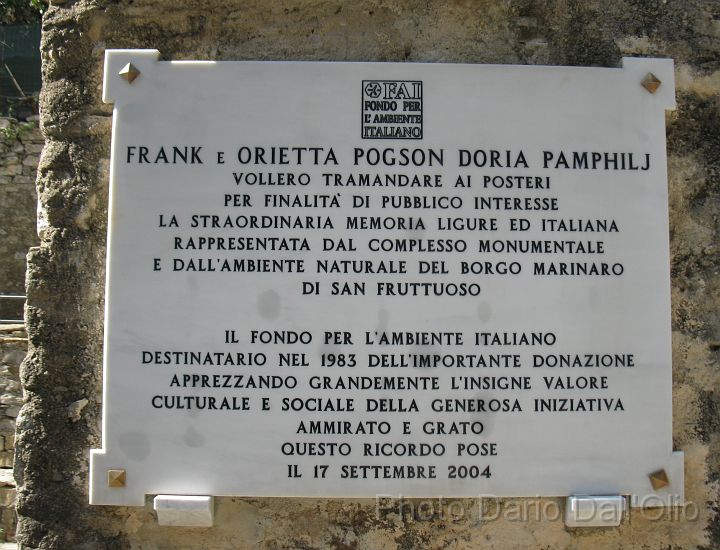 FAI
FONDO PER
L'AMBIENTE
ITALIANO
FRANK E ORIETTA POGSON DORIA PAMPHILJ
VOLLERO TRAMANDARE AI POSTERI
PER FINALITÀ DI PUBBLICO INTERESSE
LA STRAORDINARIA MEMORIA LIGURE ED ITALIANA
RAPPRESENTATA DAL COMPLESSO MONUMENTALE
E DALL'AMBIENTE NATURALE DEL BORGO MARINARO
DI SAN FRUTTUOSO
IL FONDO PER L'AMBIENTE ITALIANO
DESTINATARIO NEL 1983 DELL'IMPORTANTE DONAZIONE
APPREZZANDO GRANDEMENTE L'INSIGNE VALORE
CULTURALE E SOCIALE DELLA GENEROSA INIZIATIVA
AMMIRATO E GRATO
QUESTO RICORDO POSE
IL 17 SETTEMBRE 2004
Photo Dario Dall'Olio